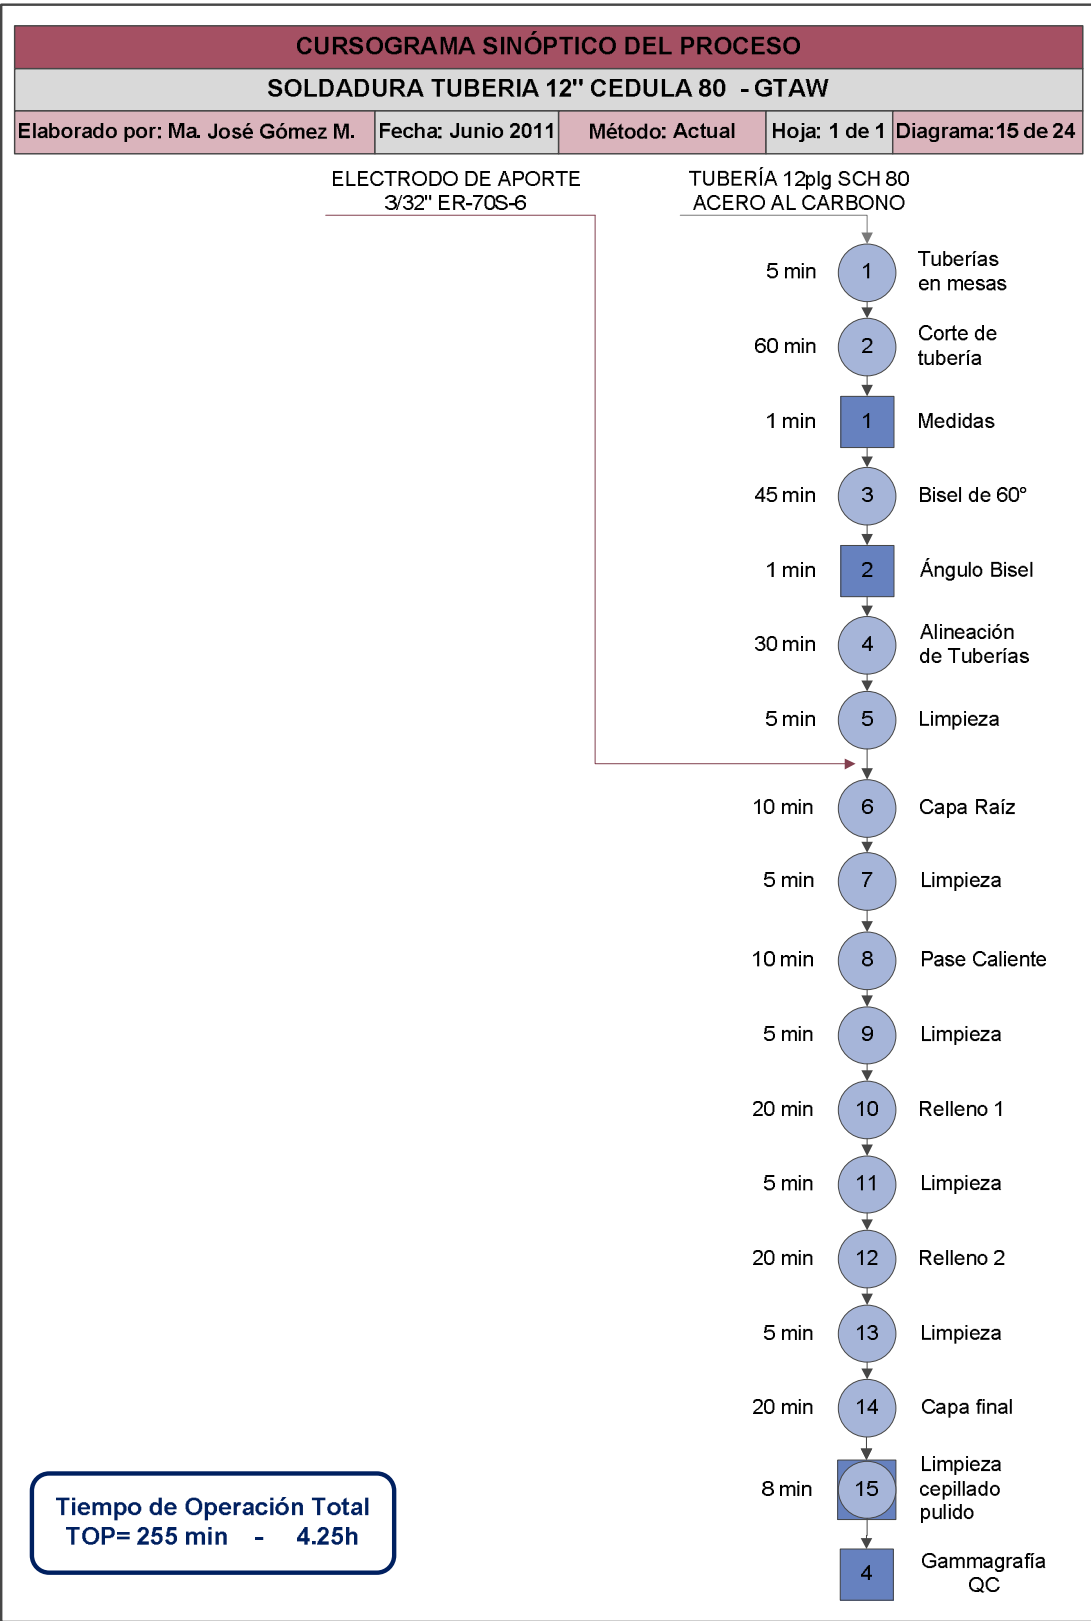 CURSOGRAMA SINÓPTICO DEL PROCESO
SOLDADURA TUBERIA 12" CEDULA 80 - GTAW
Elaborado por: Ma. José Gómez M. Fecha: Junio 2011 Método: Actual Hoja: 1 de 1 Diagrama:15 de 24
ELECTRODO DE APORTE
3/32" ER-70S-6
TUBERÍA 12plg SCH 80
ACERO AL CARBONO
5 min 1 Tuberías
en mesas
60 min 2 Corte de
tubería
1 min 1 Medidas
45 min 3 Bisel de 60°
1 min 2 Ángulo Bisel
30 min 4 Alineación
de Tuberías
5 min 5 Limpieza
10 min 6 Capa Raíz
5 min 7 Limpieza
10 min 8 Pase Caliente
5 min 9 Limpieza
20 min 10 Relleno 1
5 min 11 Limpieza
20 min 12 Relleno 2
5 min 13 Limpieza
20 min 14 Capa final
8 min 15 Limpieza
cepillado
pulido
4 Gammagrafía
QC
Tiempo de Operación Total
TOP= 255 min - 4.25h